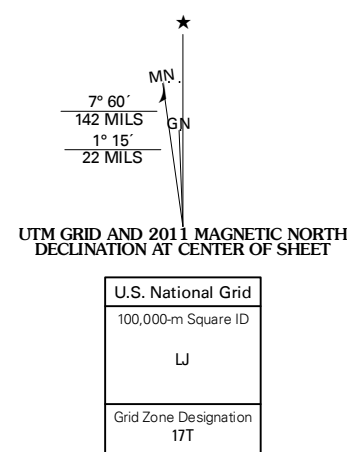 ★
MN
7° 60´
142 MILS
GN
1° 15´
22 MILS
UTM GRID AND 2011 MAGNETIC NORTH
DECLINATION AT CENTER OF SHEET
U.S. National Grid
100,000-m Square ID
LJ
Grid Zone Designation
17T